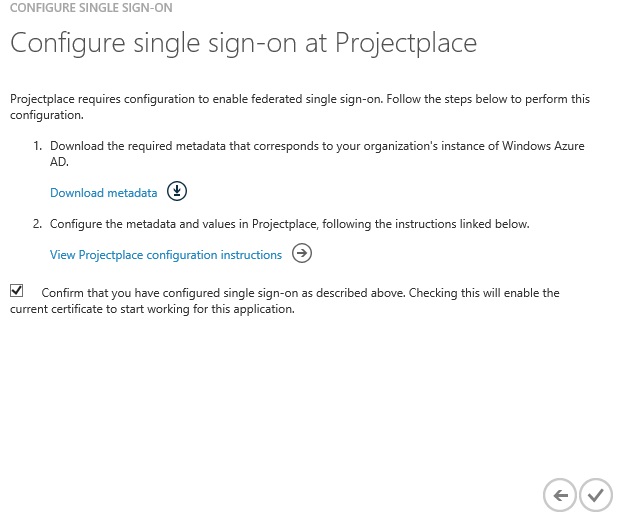 CONFIGURE SINGLE SIGN-ON
Configure single sign-on at Projectplace
Projectplace requires configuration to enable federated single sign-on. Follow the steps below to perform this
configuration.
1. Download the required metadata that corresponds to your organization's instance of Windows Azure
AD.
Download metadata
2. Configure the metadata and values in Projectplace, following the instructions linked below.
View Projectplace configuration instructions
Confirm that you have configured single sign-on as described above. Checking this will enable the
current certificate to start working for this application.